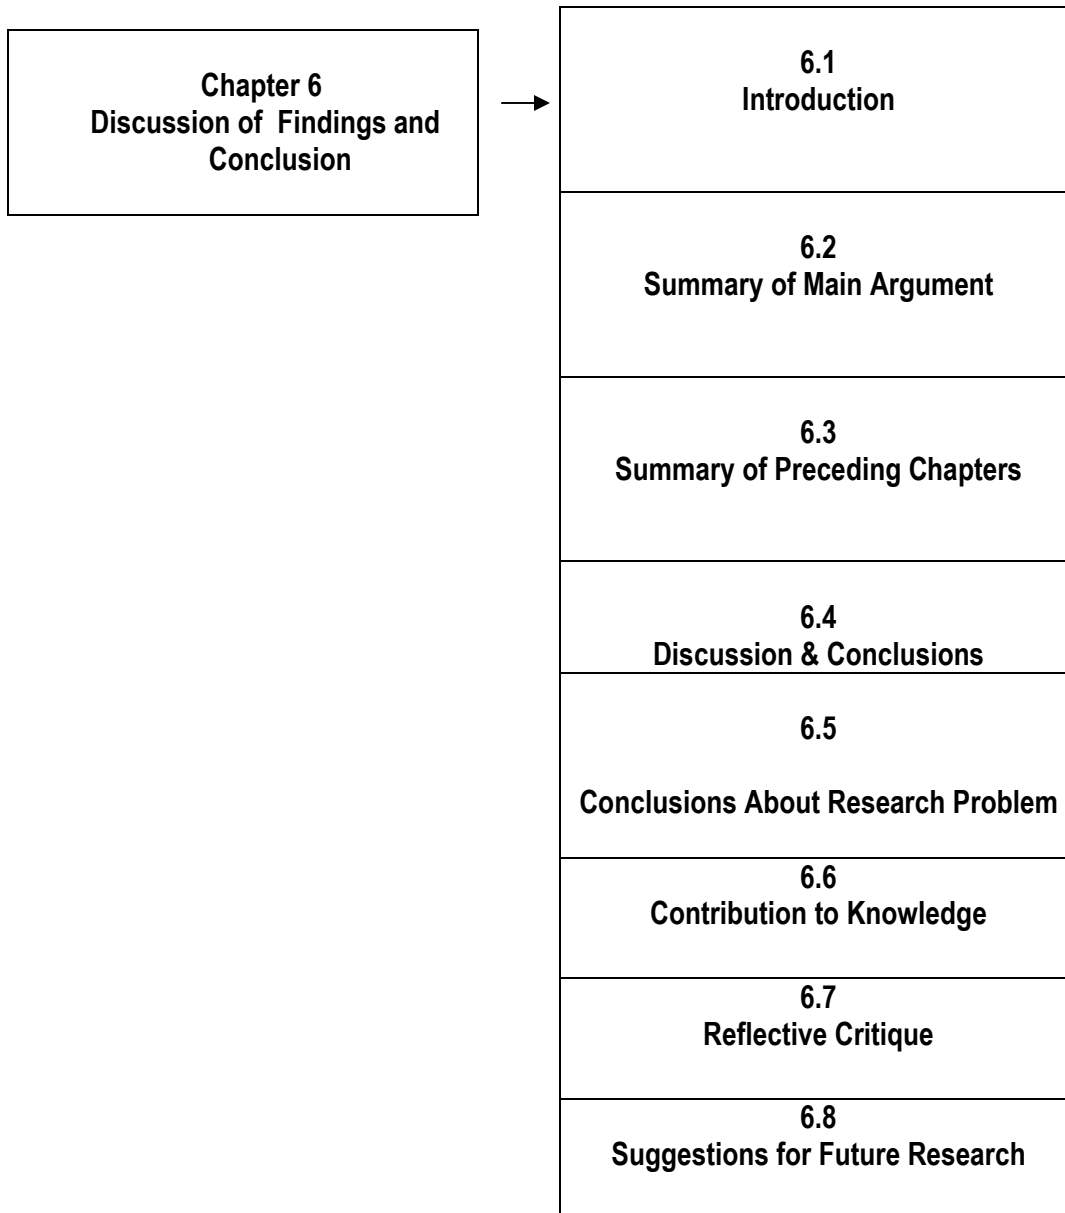 Chapter 6
Discussion of Findings and
Conclusion
6.1
Introduction
6.2
Summary of Main Argument
6.3
Summary of Preceding Chapters
6.4
Discussion & Conclusions
6.5
Conclusions About Research Problem
6.6
Contribution to Knowledge
6.7
Reflective Critique
6.8
Suggestions for Future Research